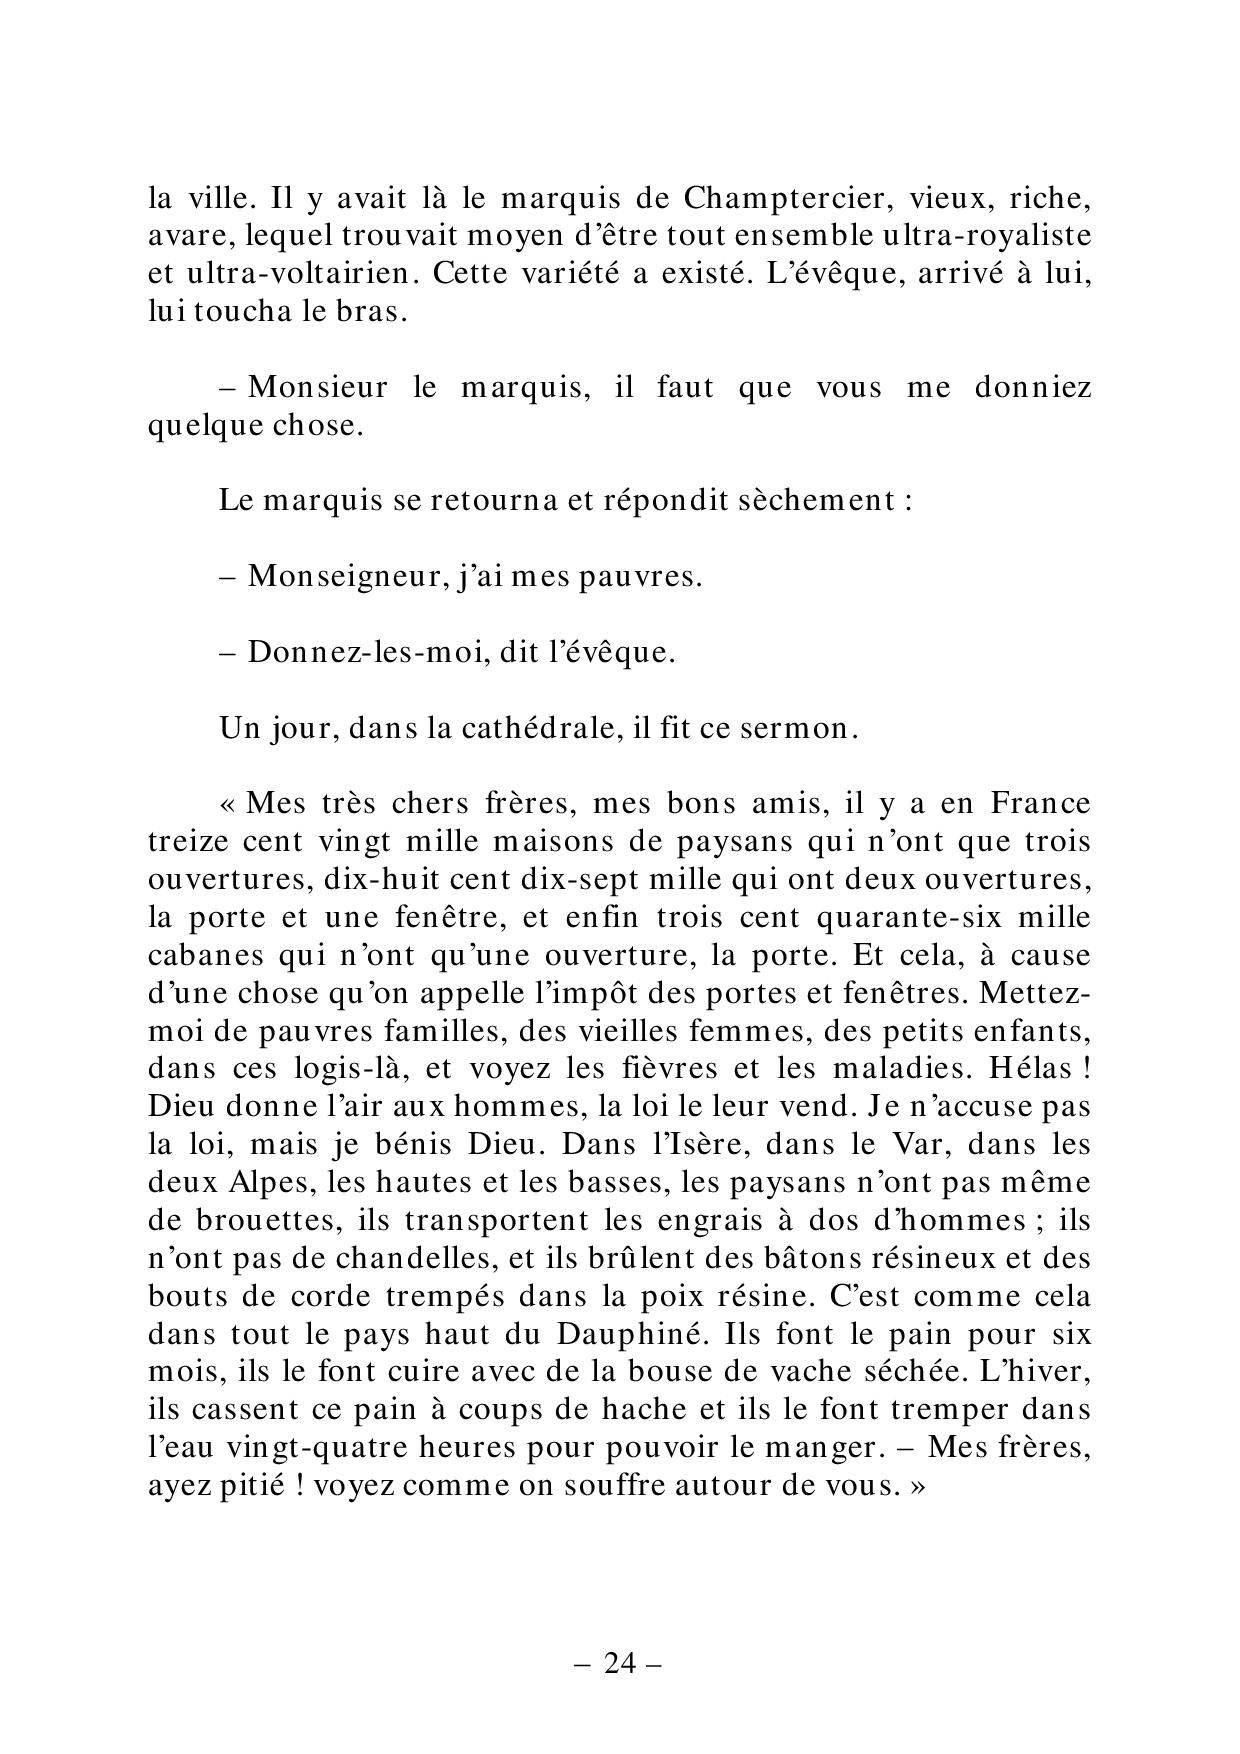 la ville. Il y avait là le marquis de Champtercier, vieux, riche,
avare, lequel trouvait moyen d’être tout ensemble ultra-royaliste
et ultra-voltairien. Cette variété a existé. L’évêque, arrivé à lui,
lui toucha le bras.
– Monsieur le marquis, il faut que vous me donniez
quelque chose.
Le marquis se retourna et répondit sèchement :
– Monseigneur, j’ai mes pauvres.
– Donnez-les-moi, dit l’évêque.
Un jour, dans la cathédrale, il fit ce sermon.
« Mes très chers frères, mes bons amis, il y a en France
treize cent vingt mille maisons de paysans qui n’ont que trois
ouvertures, dix-huit cent dix-sept mille qui ont deux ouvertures,
la porte et une fenêtre, et enfin trois cent quarante-six mille
cabanes qui n’ont qu’une ouverture, la porte. Et cela, à cause
d’une chose qu’on appelle l’impôt des portes et fenêtres. Mettez-
moi de pauvres familles, des vieilles femmes, des petits enfants,
dans ces logis-là, et voyez les fièvres et les maladies. Hélas !
Dieu donne l’air aux hommes, la loi le leur vend. Je n’accuse pas
la loi, mais je bénis Dieu. Dans l’Isère, dans le Var, dans les
deux Alpes, les hautes et les basses, les paysans n’ont pas même
de brouettes, ils transportent les engrais à dos d’hommes ; ils
n’ont pas de chandelles, et ils brûlent des bâtons résineux et des
bouts de corde trempés dans la poix résine. C’est comme cela
dans tout le pays haut du Dauphiné. Ils font le pain pour six
mois, ils le font cuire avec de la bouse de vache séchée. L’hiver,
ils cassent ce pain à coups de hache et ils le font tremper dans
l’eau vingt-quatre heures pour pouvoir le manger. – Mes frères,
ayez pitié ! voyez comme on souffre autour de vous. »
– 24 –